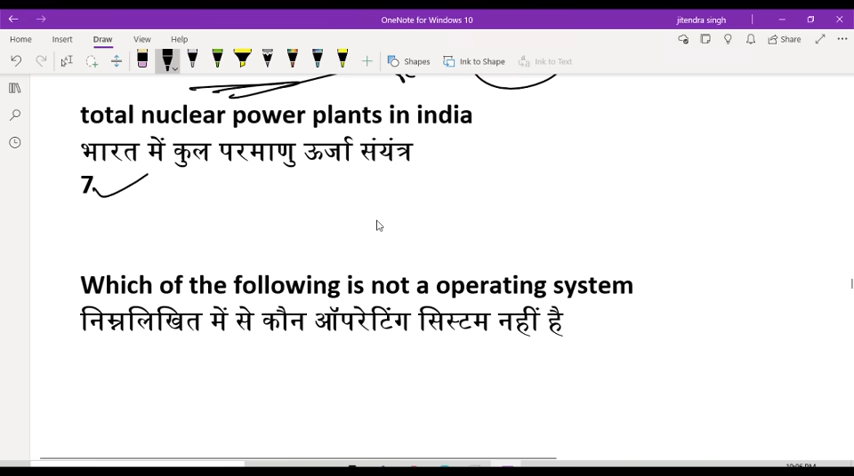 OneNote for Windows 10
jitendra singh
Home Insert Draw View Help
Share
Shapes Ink to Shape Ink to Text
total nuclear power plants in india
भारत में कुल परमाणु ऊर्जा संयंत्र
7
Which of the following is not a operating system
निम्नलिखित में से कौन ऑपरेटिंग सिस्टम नहीं है